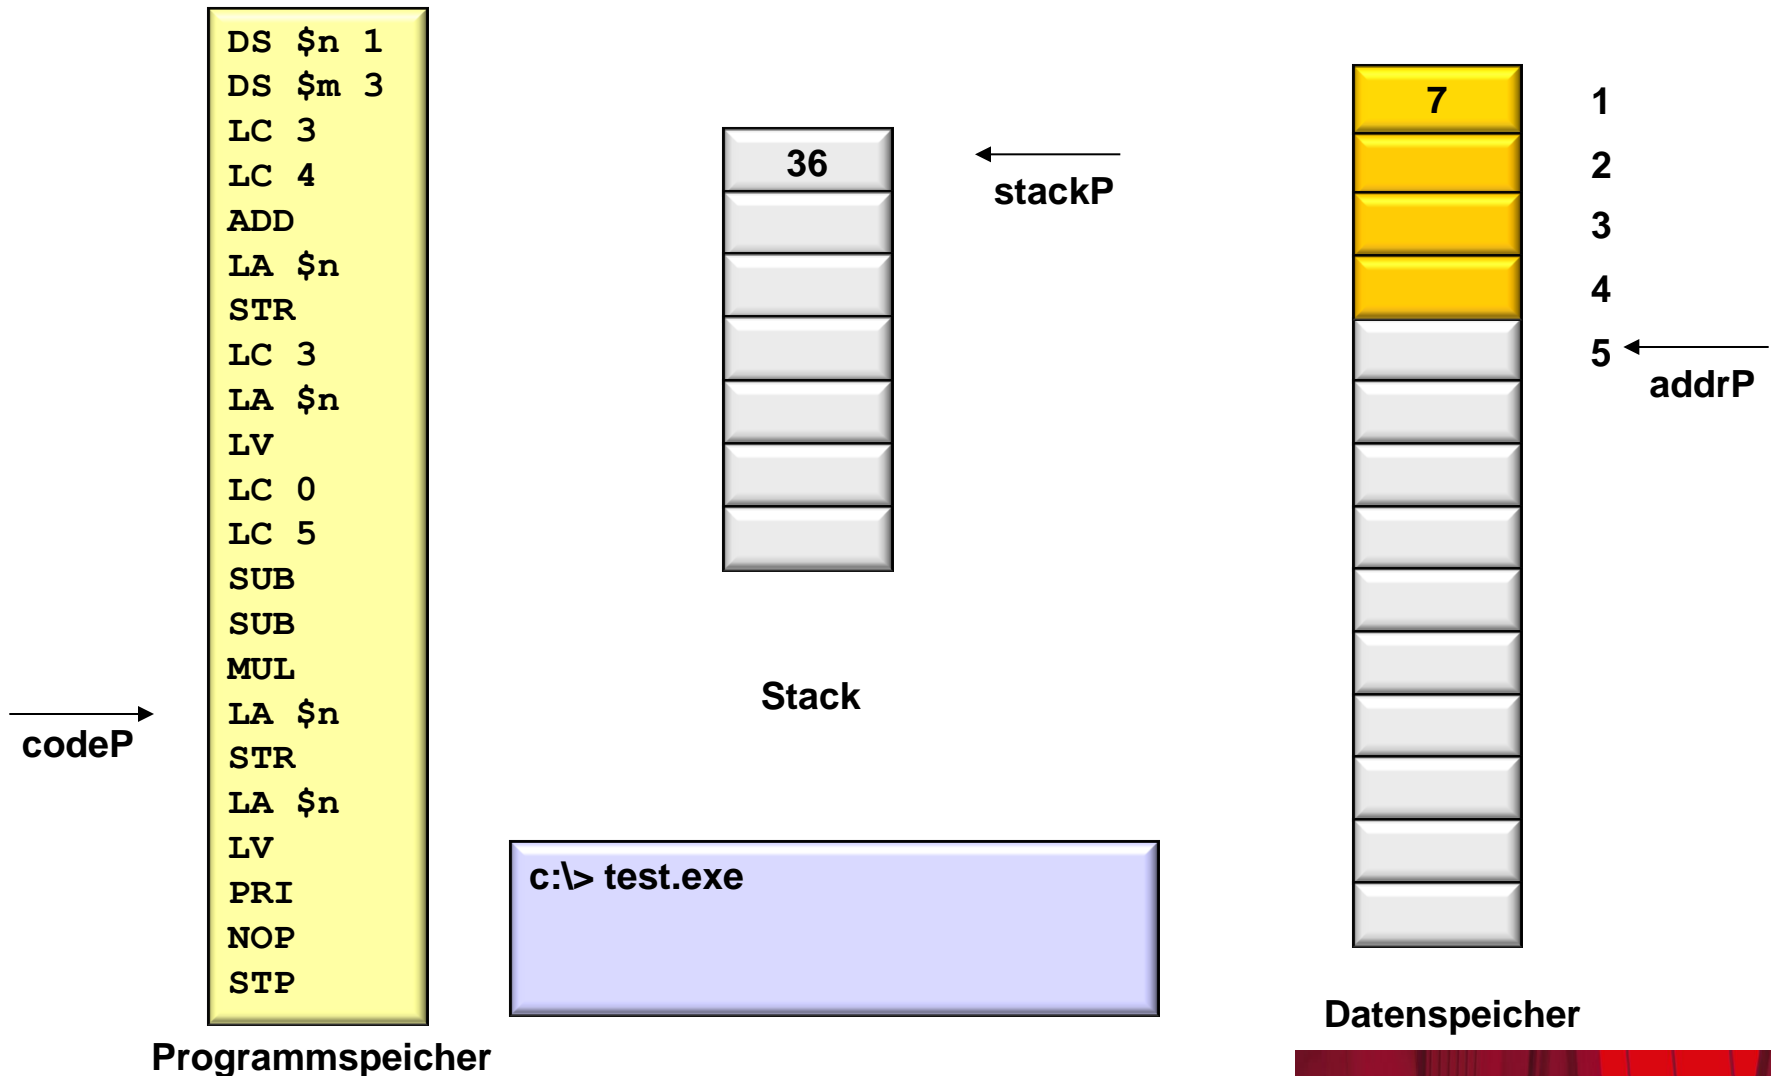 DS $n 1
DS $m 3
LC 3
LC 4
ADD
LA $n
STR
LC 3
LA $n
LV
LC 0
LC 5
SUB
SUB
MUL
LA $n
STR
LA $n
LV
PRI
NOP
STP
codeP
Programmspeicher
36
stackP
Stack
c:\> test.exe
7
1
2
3
4
5
addrP
Datenspeicher